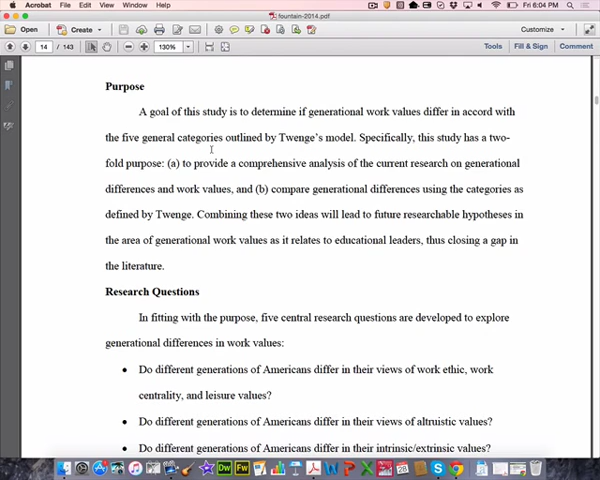 Acrobat File Edit View Window Help
Fri 6:04 PM
fountain-2014.pdf
Open Create Customize
14 / 143 130% Tools Fill & Sign Comment
Purpose
A goal of this study is to determine if generational work values differ in accord with
the five general categories outlined by Twenge’s model. Specifically, this study has a two-
fold purpose: (a) to provide a comprehensive analysis of the current research on generational
differences and work values, and (b) compare generational differences using the categories as
defined by Twenge. Combining these two ideas will lead to future researchable hypotheses in
the area of generational work values as it relates to educational leaders, thus closing a gap in
the literature.
Research Questions
In fitting with the purpose, five central research questions are developed to explore
generational differences in work values:
• Do different generations of Americans differ in their views of work ethic, work
centrality, and leisure values?
• Do different generations of Americans differ in their views of altruistic values?
• Do different generations of Americans differ in their intrinsic/extrinsic values?
Dw Fw